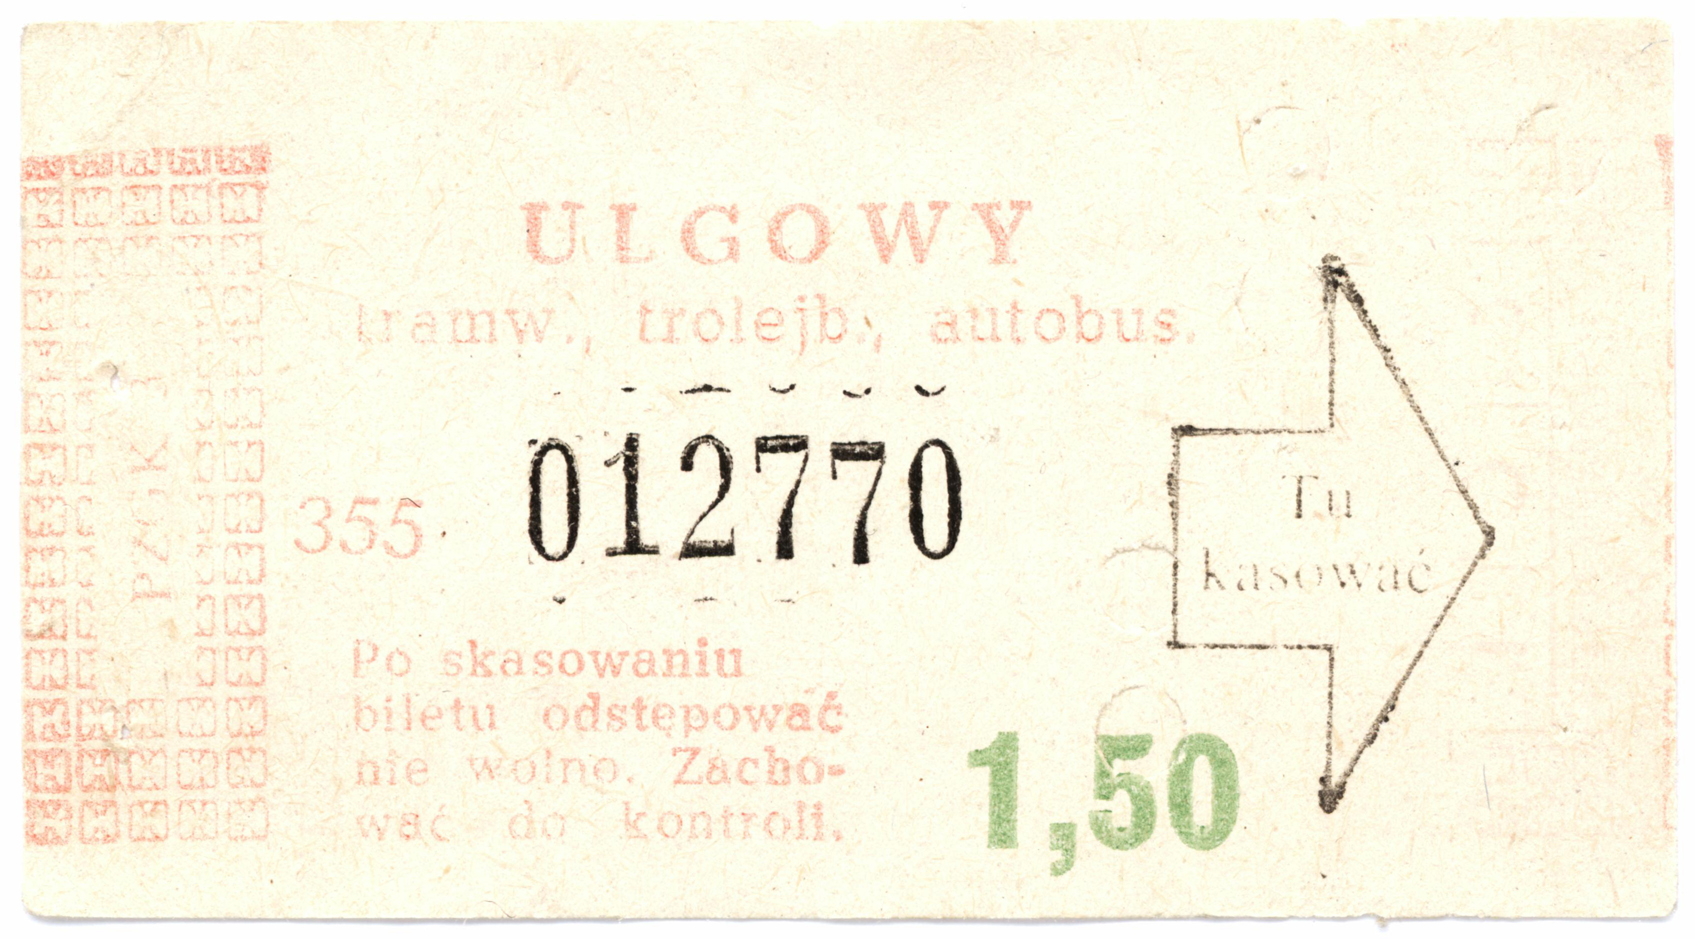 ULGOWY
tramw., trolejb., autobus.
355
012770
Tu
kasować
Po skasowaniu
biletu odstępować
nie wolno. Zacho-
wać do kontroli.
1,50